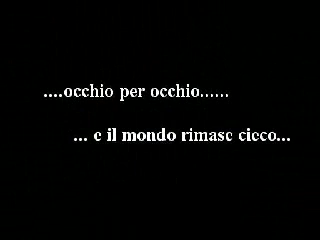 ....occhio per occhio......
... e il mondo rimase cieco...